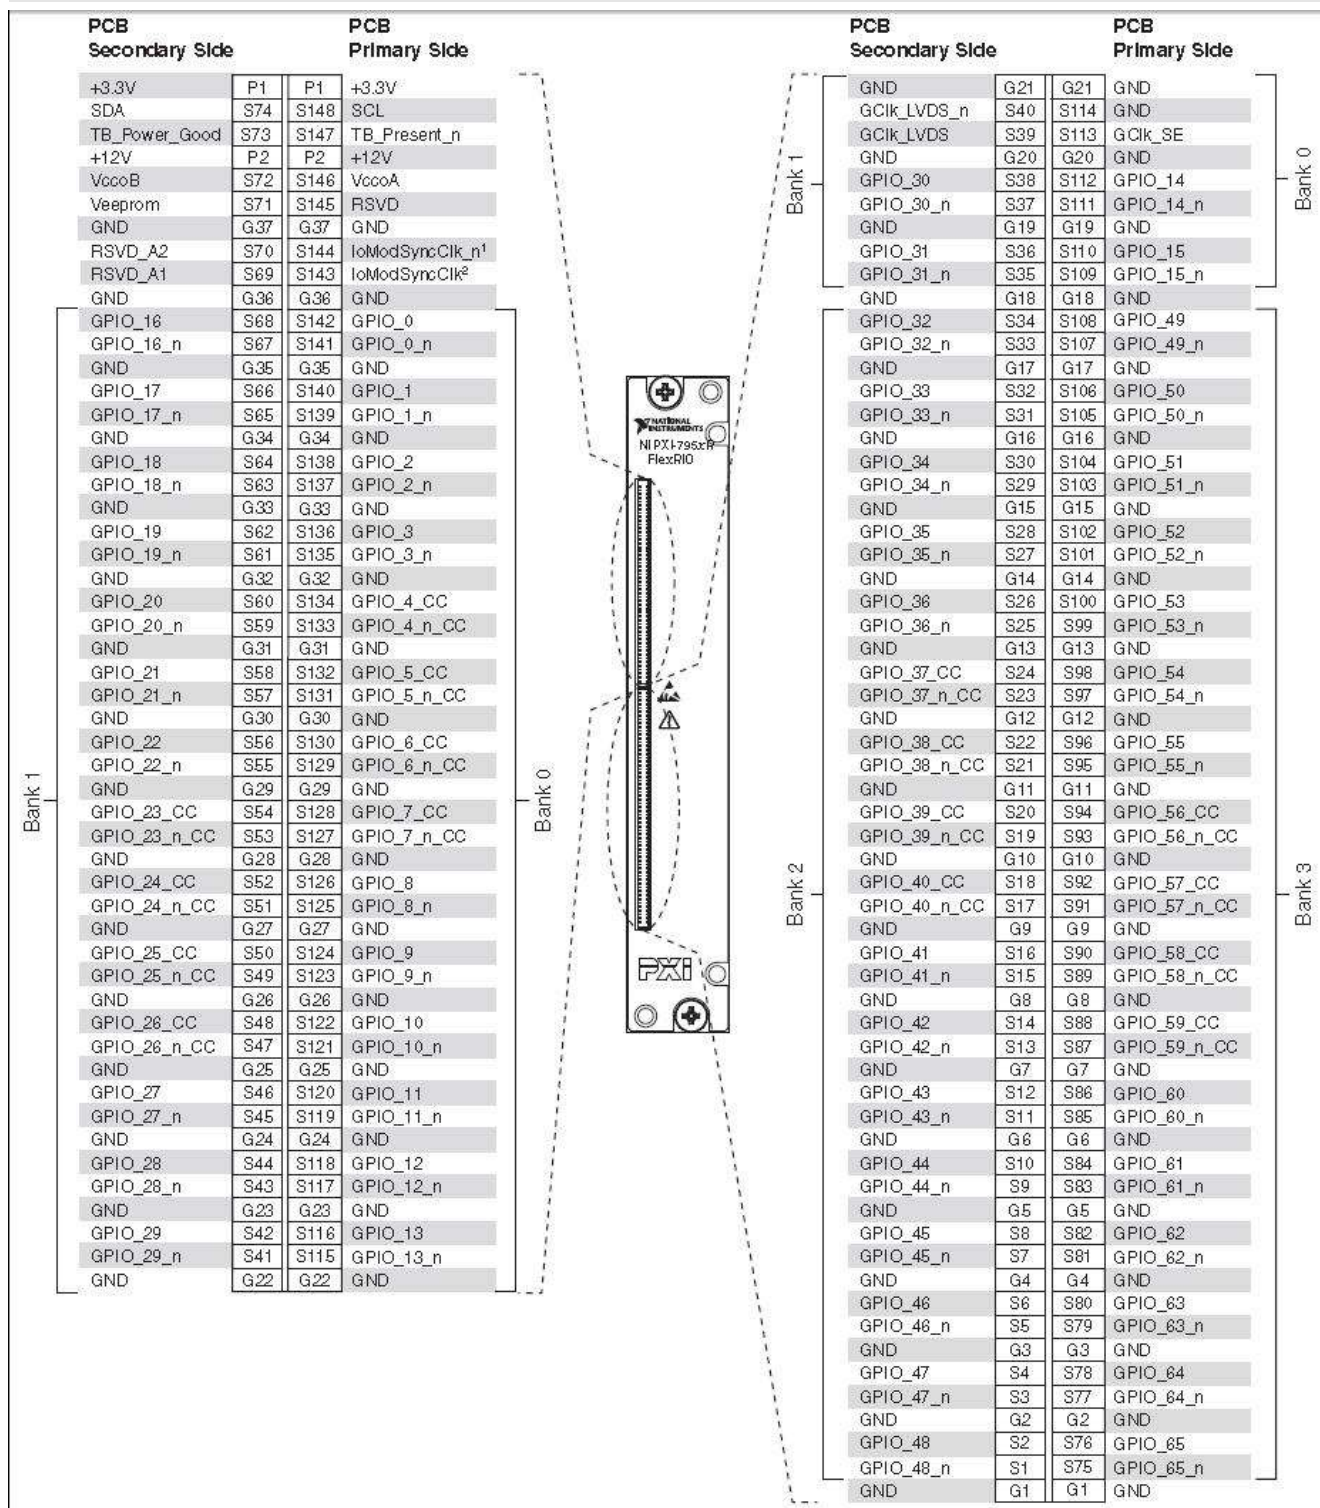 PCB Secondary Side PCB Primary Side
+3.3V P1 P1 +3.3V
SDA S74 S148 SCL
TB_Power_Good S73 S147 TB_Present_n
+12V P2 P2 +12V
VccoB S72 S146 VccoA
Veeprom S71 S145 RSVD
GND G37 G37 GND
RSVD_A2 S70 S144 IoModSyncClk_n¹
RSVD_A1 S69 S143 IoModSyncClk²
GND G36 G36 GND
GPIO_16 S68 S142 GPIO_0
GPIO_16_n S67 S141 GPIO_0_n
GND G35 G35 GND
GPIO_17 S66 S140 GPIO_1
GPIO_17_n S65 S139 GPIO_1_n
GND G34 G34 GND
GPIO_18 S64 S138 GPIO_2
GPIO_18_n S63 S137 GPIO_2_n
GND G33 G33 GND
GPIO_19 S62 S136 GPIO_3
GPIO_19_n S61 S135 GPIO_3_n
GND G32 G32 GND
GPIO_20 S60 S134 GPIO_4_CC
GPIO_20_n S59 S133 GPIO_4_n_CC
GND G31 G31 GND
GPIO_21 S58 S132 GPIO_5_CC
GPIO_21_n S57 S131 GPIO_5_n_CC
GND G30 G30 GND
GPIO_22 S56 S130 GPIO_6_CC
GPIO_22_n S55 S129 GPIO_6_n_CC
GND G29 G29 GND
GPIO_23_CC S54 S128 GPIO_7_CC
GPIO_23_n_CC S53 S127 GPIO_7_n_CC
GND G28 G28 GND
GPIO_24_CC S52 S126 GPIO_8
GPIO_24_n_CC S51 S125 GPIO_8_n
GND G27 G27 GND
GPIO_25_CC S50 S124 GPIO_9
GPIO_25_n_CC S49 S123 GPIO_9_n
GND G26 G26 GND
GPIO_26_CC S48 S122 GPIO_10
GPIO_26_n_CC S47 S121 GPIO_10_n
GND G25 G25 GND
GPIO_27 S46 S120 GPIO_11
GPIO_27_n S45 S119 GPIO_11_n
GND G24 G24 GND
GPIO_28 S44 S118 GPIO_12
GPIO_28_n S43 S117 GPIO_12_n
GND G23 G23 GND
GPIO_29 S42 S116 GPIO_13
GPIO_29_n S41 S115 GPIO_13_n
GND G22 G22 GND
Bank 1
Bank 0
NATIONAL
INSTRUMENTS
NI PXI-795xR
FlexRIO
PXI
PCB Secondary Side PCB Primary Side
GND G21 G21 GND
GClk_LVDS_n S40 S114 GND
GClk_LVDS S39 S113 GClk_SE
GND G20 G20 GND
GPIO_30 S38 S112 GPIO_14
GPIO_30_n S37 S111 GPIO_14_n
GND G19 G19 GND
GPIO_31 S36 S110 GPIO_15
GPIO_31_n S35 S109 GPIO_15_n
GND G18 G18 GND
GPIO_32 S34 S108 GPIO_49
GPIO_32_n S33 S107 GPIO_49_n
GND G17 G17 GND
GPIO_33 S32 S106 GPIO_50
GPIO_33_n S31 S105 GPIO_50_n
GND G16 G16 GND
GPIO_34 S30 S104 GPIO_51
GPIO_34_n S29 S103 GPIO_51_n
GND G15 G15 GND
GPIO_35 S28 S102 GPIO_52
GPIO_35_n S27 S101 GPIO_52_n
GND G14 G14 GND
GPIO_36 S26 S100 GPIO_53
GPIO_36_n S25 S99 GPIO_53_n
GND G13 G13 GND
GPIO_37_CC S24 S98 GPIO_54
GPIO_37_n_CC S23 S97 GPIO_54_n
GND G12 G12 GND
GPIO_38_CC S22 S96 GPIO_55
GPIO_38_n_CC S21 S95 GPIO_55_n
GND G11 G11 GND
GPIO_39_CC S20 S94 GPIO_56_CC
GPIO_39_n_CC S19 S93 GPIO_56_n_CC
GND G10 G10 GND
GPIO_40_CC S18 S92 GPIO_57_CC
GPIO_40_n_CC S17 S91 GPIO_57_n_CC
GND G9 G9 GND
GPIO_41 S16 S90 GPIO_58_CC
GPIO_41_n S15 S89 GPIO_58_n_CC
GND G8 G8 GND
GPIO_42 S14 S88 GPIO_59_CC
GPIO_42_n S13 S87 GPIO_59_n_CC
GND G7 G7 GND
GPIO_43 S12 S86 GPIO_60
GPIO_43_n S11 S85 GPIO_60_n
GND G6 G6 GND
GPIO_44 S10 S84 GPIO_61
GPIO_44_n S9 S83 GPIO_61_n
GND G5 G5 GND
GPIO_45 S8 S82 GPIO_62
GPIO_45_n S7 S81 GPIO_62_n
GND G4 G4 GND
GPIO_46 S6 S80 GPIO_63
GPIO_46_n S5 S79 GPIO_63_n
GND G3 G3 GND
GPIO_47 S4 S78 GPIO_64
GPIO_47_n S3 S77 GPIO_64_n
GND G2 G2 GND
GPIO_48 S2 S76 GPIO_65
GPIO_48_n S1 S75 GPIO_65_n
GND G1 G1 GND
Bank 1
Bank 0
Bank 2
Bank 3